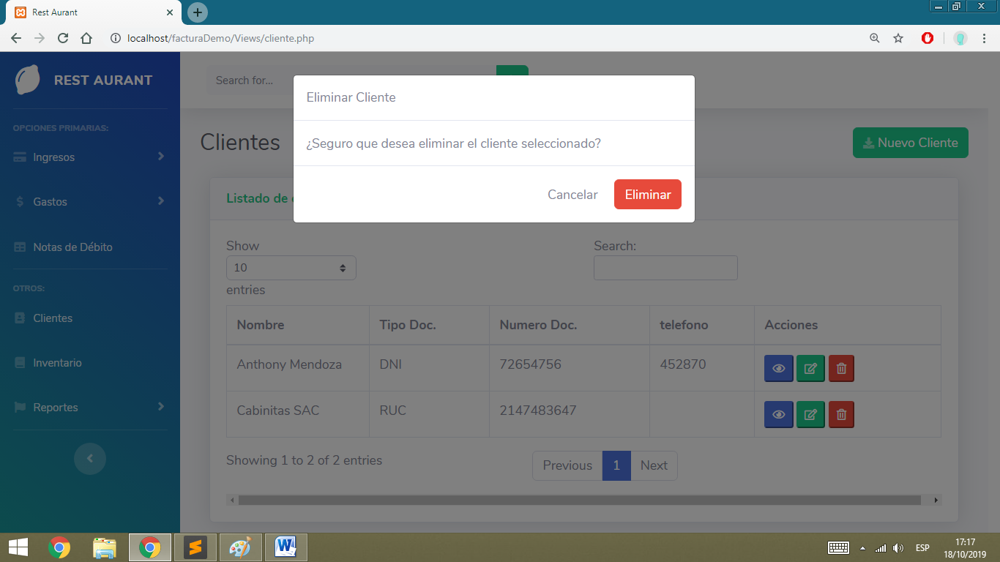 Rest Aurant
localhost/facturaDemo/Views/cliente.php
REST AURANT
OPCIONES PRIMARIAS:
Ingresos
Gastos
Notas de Débito
OTROS:
Clientes
Inventario
Reportes
Search for...
Eliminar Cliente
¿Seguro que desea eliminar el cliente seleccionado?
Cancelar Eliminar
Clientes
Nuevo Cliente
Listado de
Show
10
entries
Search:
Nombre Tipo Doc. Numero Doc. telefono Acciones
Anthony Mendoza DNI 72654756 452870
Cabinitas SAC RUC 2147483647
Showing 1 to 2 of 2 entries
Previous 1 Next
ESP
17:17
18/10/2019